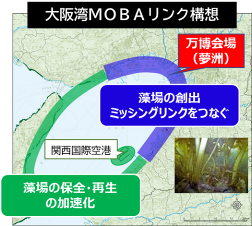 大阪湾MOBAリンク構想
万博会場
（夢洲）
藻場の創出
ミッシングリンクをつなぐ
関西国際空港
藻場の保全・再生
の加速化